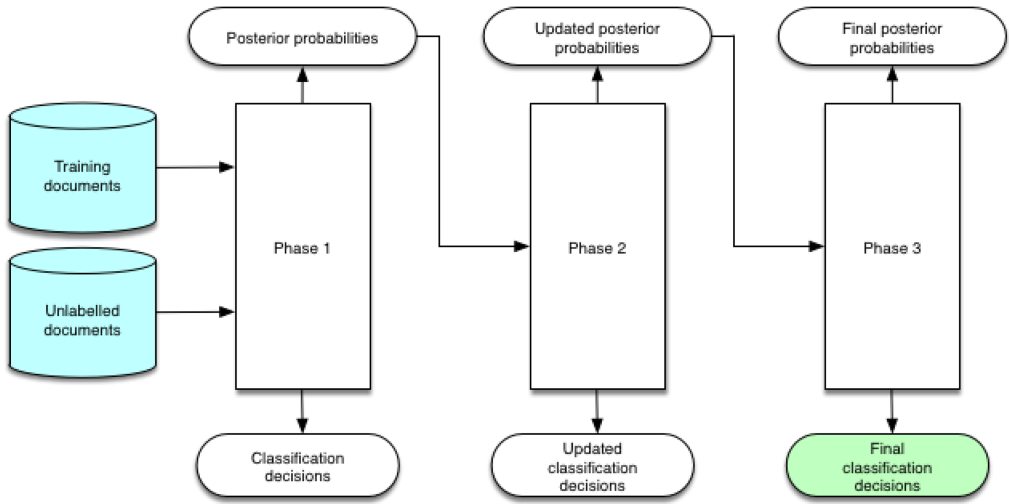 Posterior probabilities
Updated posterior
probabilities
Final posterior
probabilities
Training
documents
Phase 1
Phase 2
Phase 3
Unlabelled
documents
Classification
decisions
Updated
classification
decisions
Final
classification
decisions